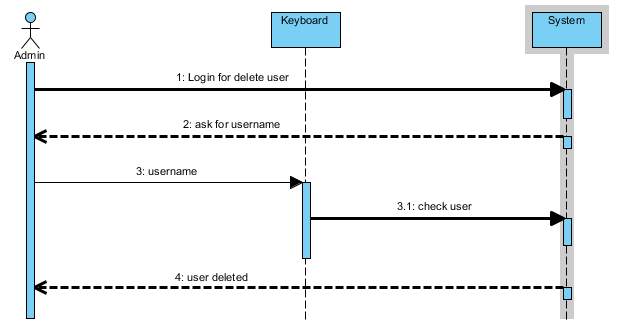 Keyboard
System
Admin
1: Login for delete user
2: ask for username
3: username
3.1: check user
4: user deleted